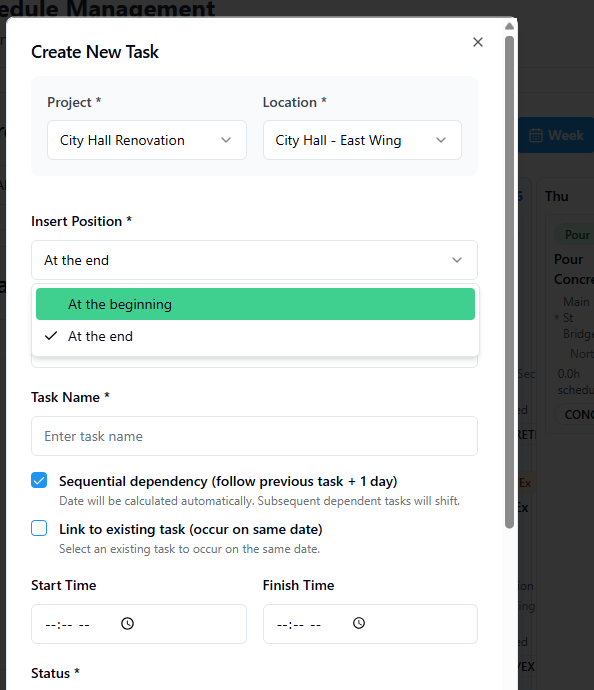 Schedule Management
Create New Task
Project *
Location *
City Hall Renovation
City Hall - East Wing
Week
Insert Position *
Thu
At the end
Pour
Pour
Concre
At the beginning
Main
St
Bridge
At the end
North
0.0h
schedu
Task Name *
CONC
Enter task name
Sequential dependency (follow previous task + 1 day)
Date will be calculated automatically. Subsequent dependent tasks will shift.
Link to existing task (occur on same date)
Select an existing task to occur on the same date.
Start Time
Finish Time
--:-- --
--:-- --
Status *